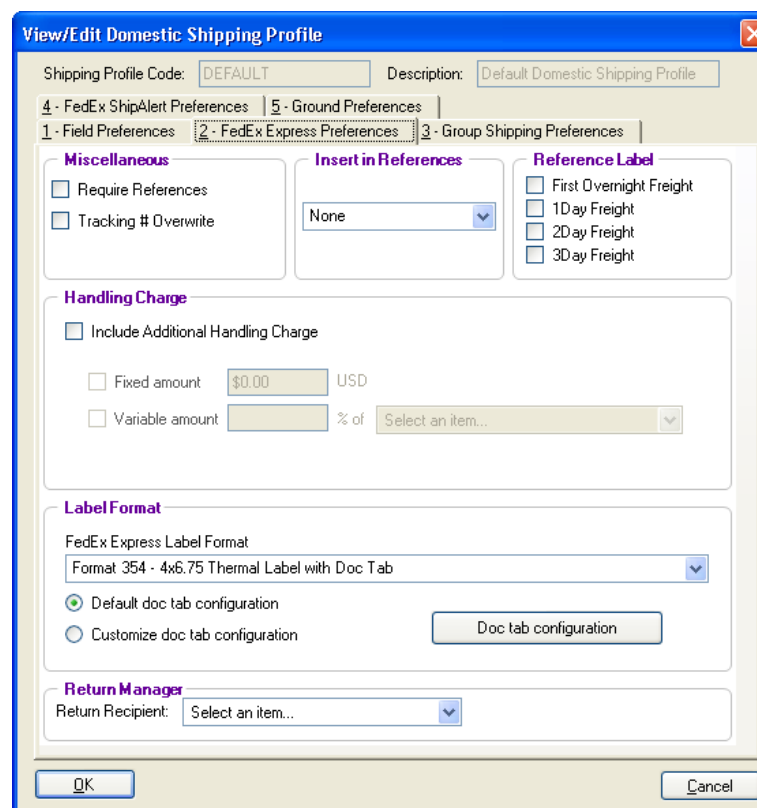 View/Edit Domestic Shipping Profile
Shipping Profile Code: DEFAULT Description: Default Domestic Shipping Profile
4 - FedEx ShipAlert Preferences 5 - Ground Preferences
1 - Field Preferences 2 - FedEx Express Preferences 3 - Group Shipping Preferences
Miscellaneous
Require References
Tracking # Overwrite
Insert in References
None
Reference Label
First Overnight Freight
1Day Freight
2Day Freight
3Day Freight
Handling Charge
Include Additional Handling Charge
Fixed amount $0.00 USD
Variable amount % of Select an item...
Label Format
FedEx Express Label Format
Format 354 - 4x6.75 Thermal Label with Doc Tab
Default doc tab configuration
Customize doc tab configuration
Doc tab configuration
Return Manager
Return Recipient: Select an item...
OK Cancel